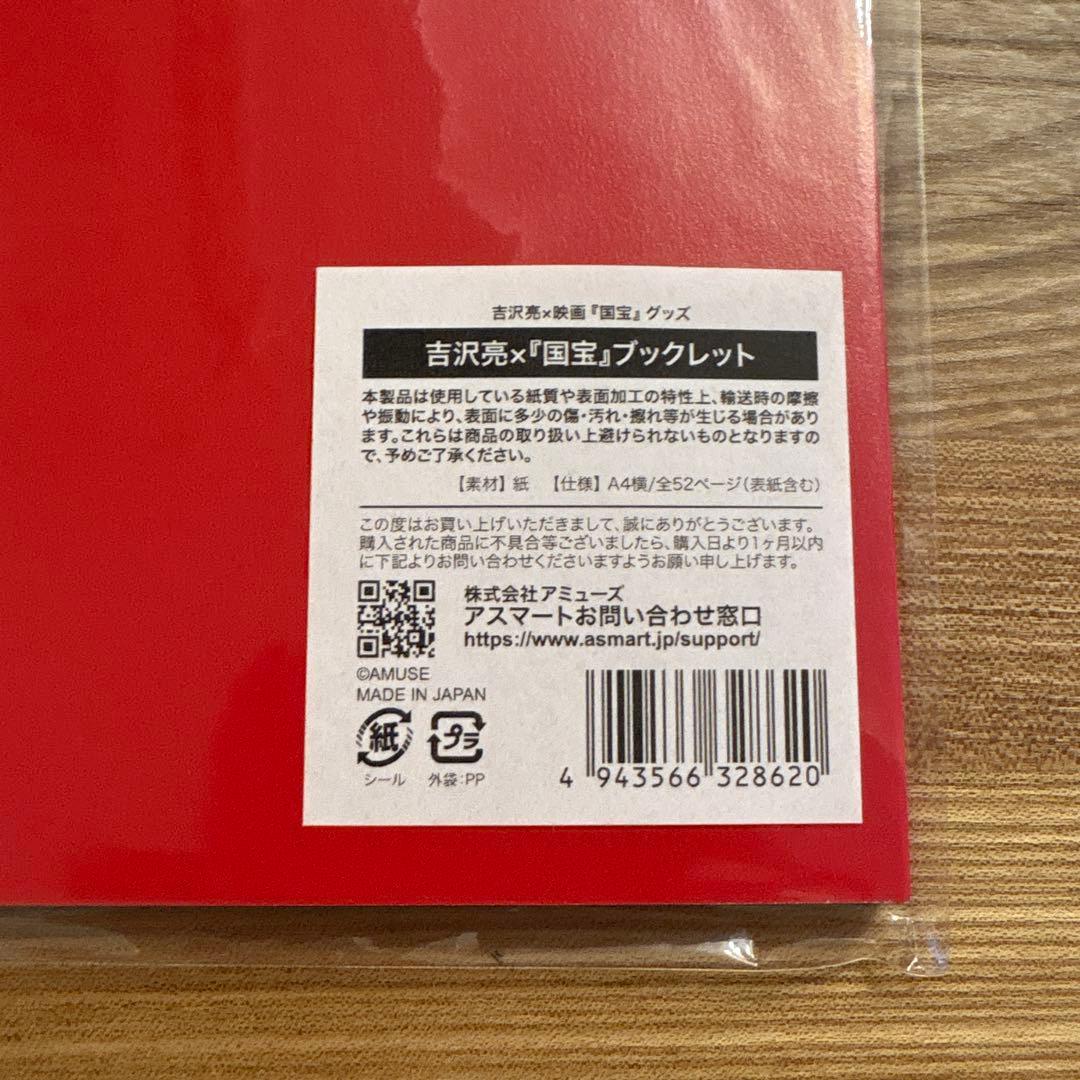 吉沢亮×映画『国宝』グッズ
吉沢亮×『国宝』ブックレット
本製品は使用している紙質や表面加工の特性上、輸送時の摩擦
や振動により、表面に多少の傷・汚れ・擦れ等が生じる場合があり
ます。これらは商品の取り扱い上避けられないものとなりますの
で、予めご了承ください。
【素材】紙 【仕様】A4横/全52ページ(表紙含む)
この度はお買い上げいただきまして、誠にありがとうございます。
購入された商品に不具合等ございましたら、購入日より1ヶ月以内
に下記よりお問い合わせくださいますようお願い申し上げます。
株式会社アミューズ
アスマートお問い合わせ窓口
https://www.asmart.jp/support/
©AMUSE
MADE IN JAPAN
紙 プラ
シール 外袋:PP
4 943566 328620